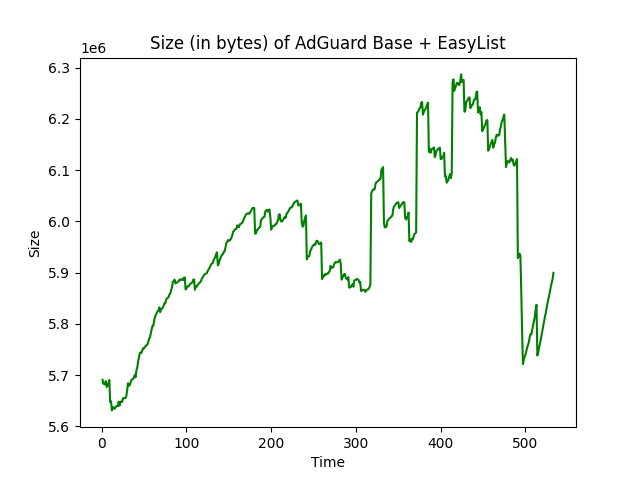 Size (in bytes) of AdGuard Base + EasyList
1e6
6.3
6.2
6.1
6.0
5.9
5.8
5.7
5.6
Size
0 100 200 300 400 500
Time